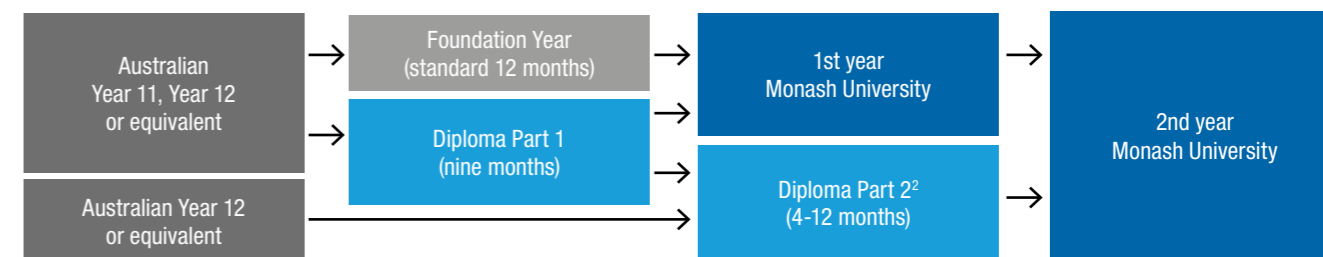 Australian
Year 11, Year 12
or equivalent
Foundation Year
(standard 12 months)
Diploma Part 1
(nine months)
1st year
Monash University
2nd year
Monash University
Australian Year 12
or equivalent
Diploma Part 2²
(4-12 months)